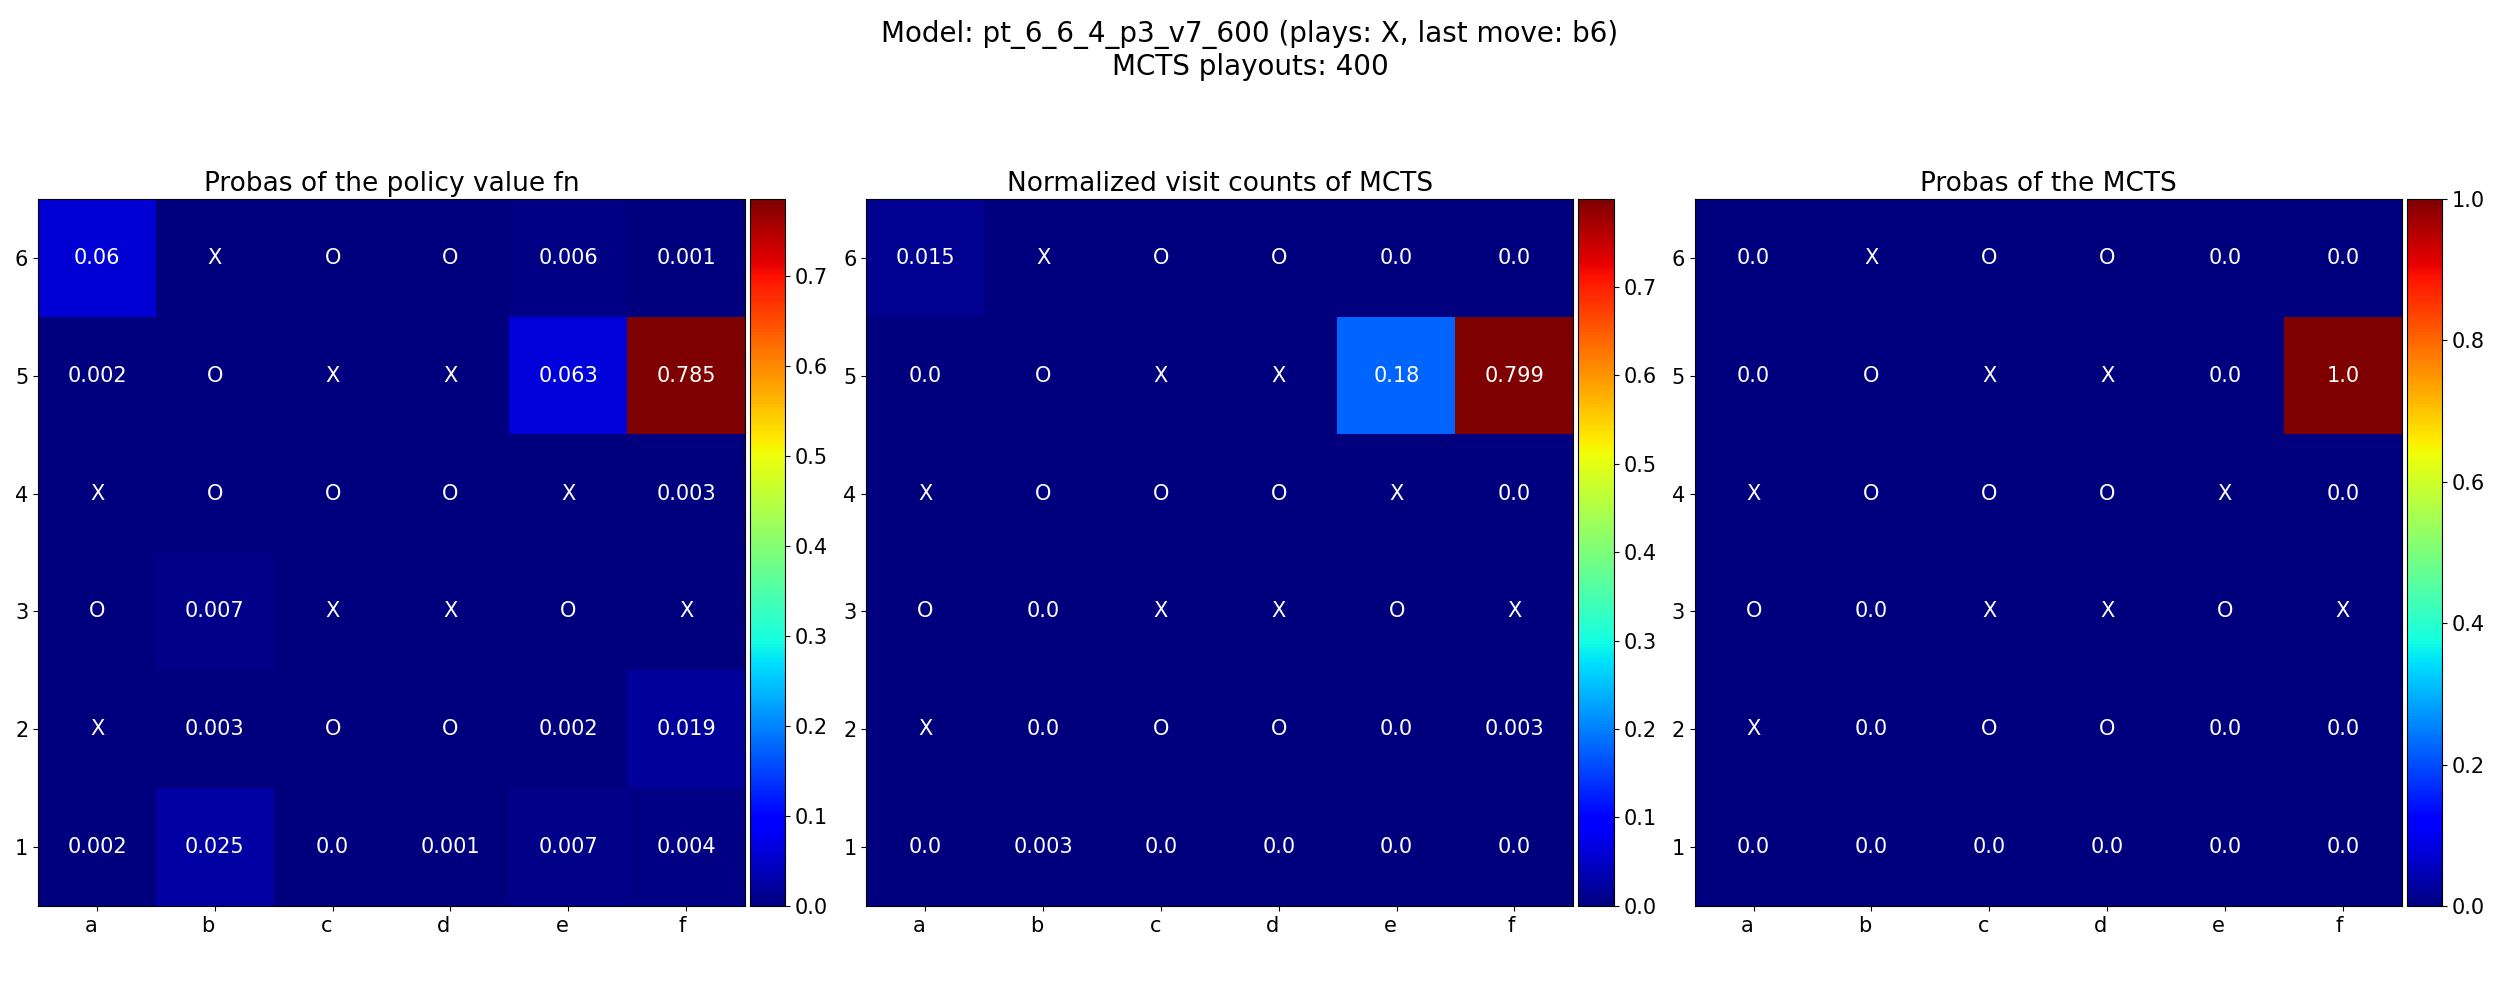 Model: pt_6_6_4_p3_v7_600 (plays: X, last move: b6)
MCTS playouts: 400
Probas of the policy value fn
6 0.06 X O O 0.006 0.001
5 0.002 O X X 0.063 0.785
4 X O O O X 0.003
3 O 0.007 X X O X
2 X 0.003 O O 0.002 0.019
1 0.002 0.025 0.0 0.001 0.007 0.004
a b c d e f
0.7
0.6
0.5
0.4
0.3
0.2
0.1
0.0
Normalized visit counts of MCTS
6 0.015 X O O 0.0 0.0
5 0.0 O X X 0.18 0.799
4 X O O O X 0.0
3 O 0.0 X X O X
2 X 0.0 O O 0.0 0.003
1 0.0 0.003 0.0 0.0 0.0 0.0
a b c d e f
0.7
0.6
0.5
0.4
0.3
0.2
0.1
0.0
Probas of the MCTS
6 0.0 X O O 0.0 0.0
5 0.0 O X X 0.0 1.0
4 X O O O X 0.0
3 O 0.0 X X O X
2 X 0.0 O O 0.0 0.0
1 0.0 0.0 0.0 0.0 0.0 0.0
a b c d e f
1.0
0.8
0.6
0.4
0.2
0.0